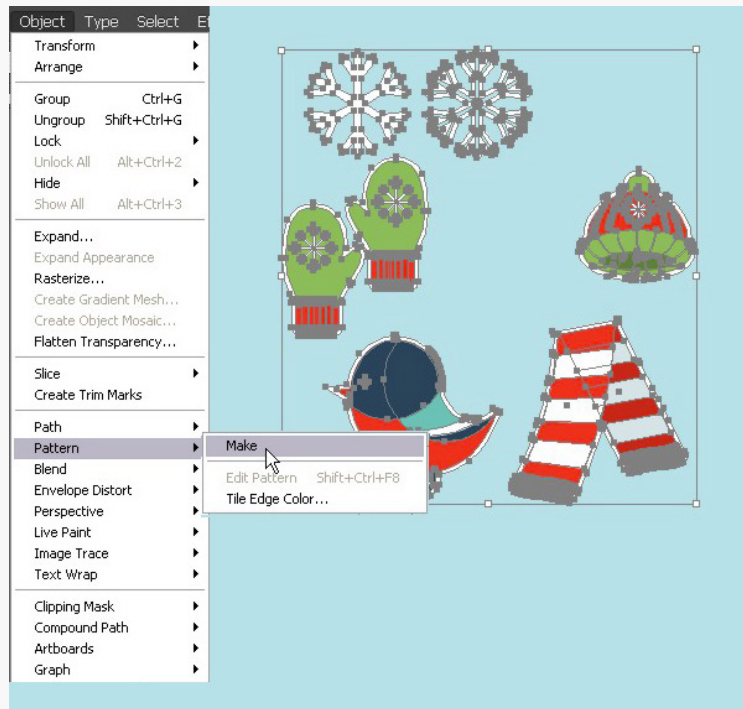 Object Type Select
Transform
Arrange
Group Ctrl+G
Ungroup Shift+Ctrl+G
Lock
Unlock All Alt+Ctrl+2
Hide
Show All Alt+Ctrl+3
Expand...
Expand Appearance
Rasterize...
Create Gradient Mesh...
Create Object Mosaic...
Flatten Transparency...
Slice
Create Trim Marks
Path
Pattern
Make
Blend
Edit Pattern Shift+Ctrl+F8
Envelope Distort
Tile Edge Color...
Perspective
Live Paint
Image Trace
Text Wrap
Clipping Mask
Compound Path
Artboards
Graph